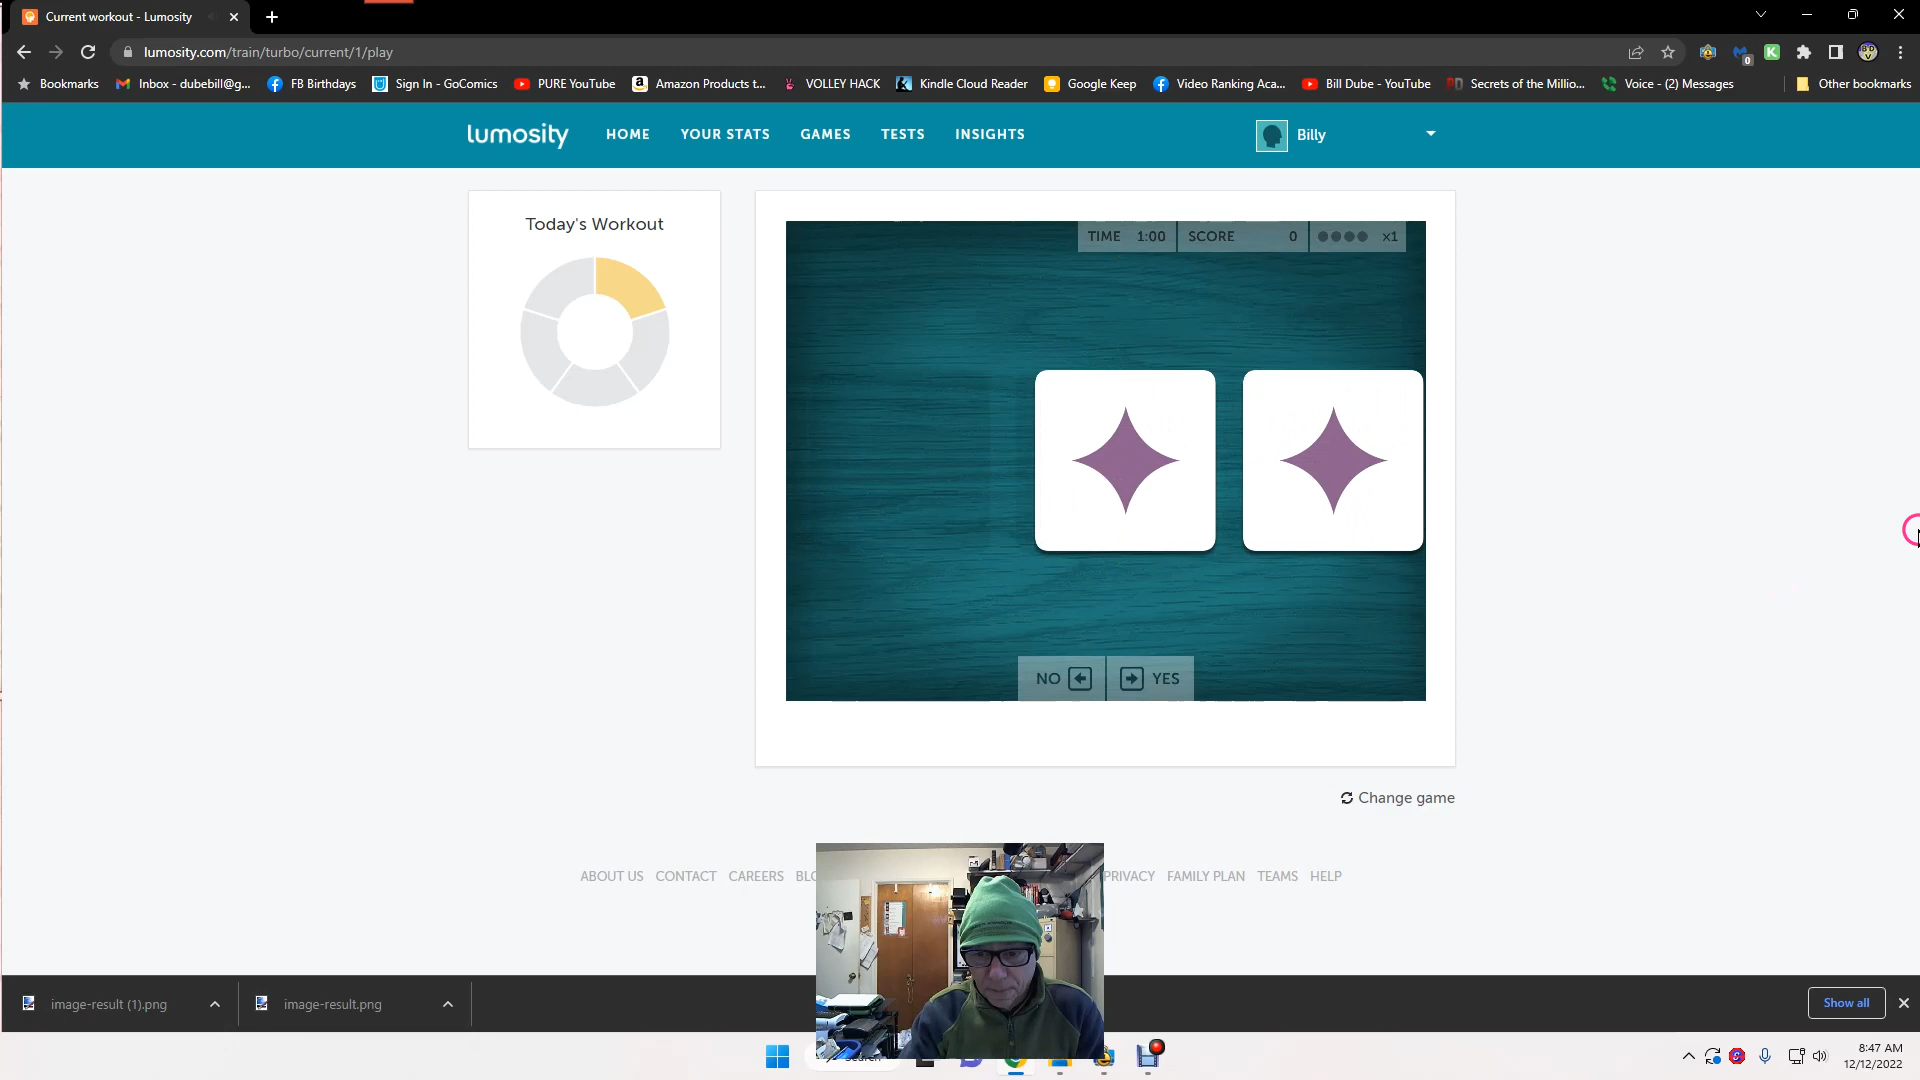 Current workout - Lumosity
lumosity.com/train/turbo/current/1/play
Bookmarks
Inbox - dubebill@g...
FB Birthdays
Sign In - GoComics
PURE YouTube
Amazon Products t...
VOLLEY HACK
Kindle Cloud Reader
Google Keep
Video Ranking Aca...
Bill Dube - YouTube
Secrets of the Millio...
Voice - (2) Messages
Other bookmarks
lumosity
HOME
YOUR STATS
GAMES
TESTS
INSIGHTS
Billy
Today's Workout
TIME 1:00
SCORE 0
x1
NO
YES
Change game
ABOUT US
CONTACT
CAREERS
PRIVACY
FAMILY PLAN
TEAMS
HELP
image-result (1).png
image-result.png
Show all
8:47 AM
12/12/2022